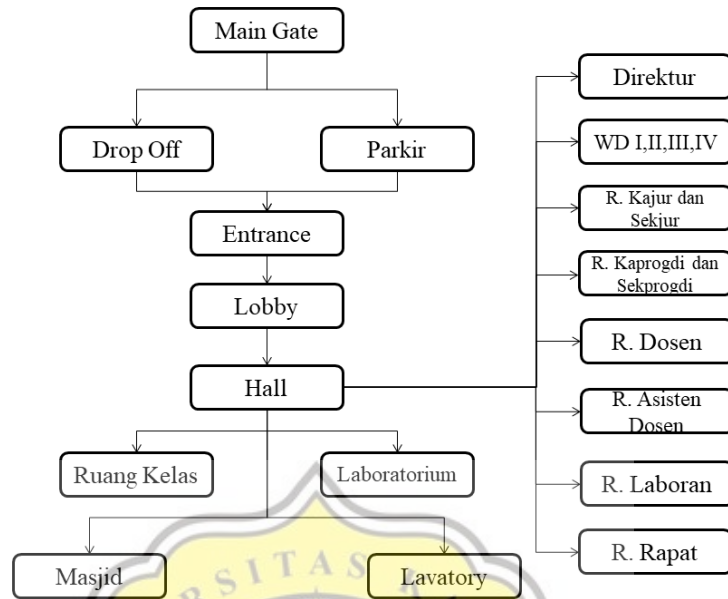 Main Gate
Drop Off
Parkir
Entrance
Lobby
Hall
Ruang Kelas
Laboratorium
Masjid
Lavatory
Direktur
WD I,II,III,IV
R. Kajur dan
Sekjur
R. Kaprogdi dan
Sekprogdi
R. Dosen
R. Asisten
Dosen
R. Laboran
R. Rapat